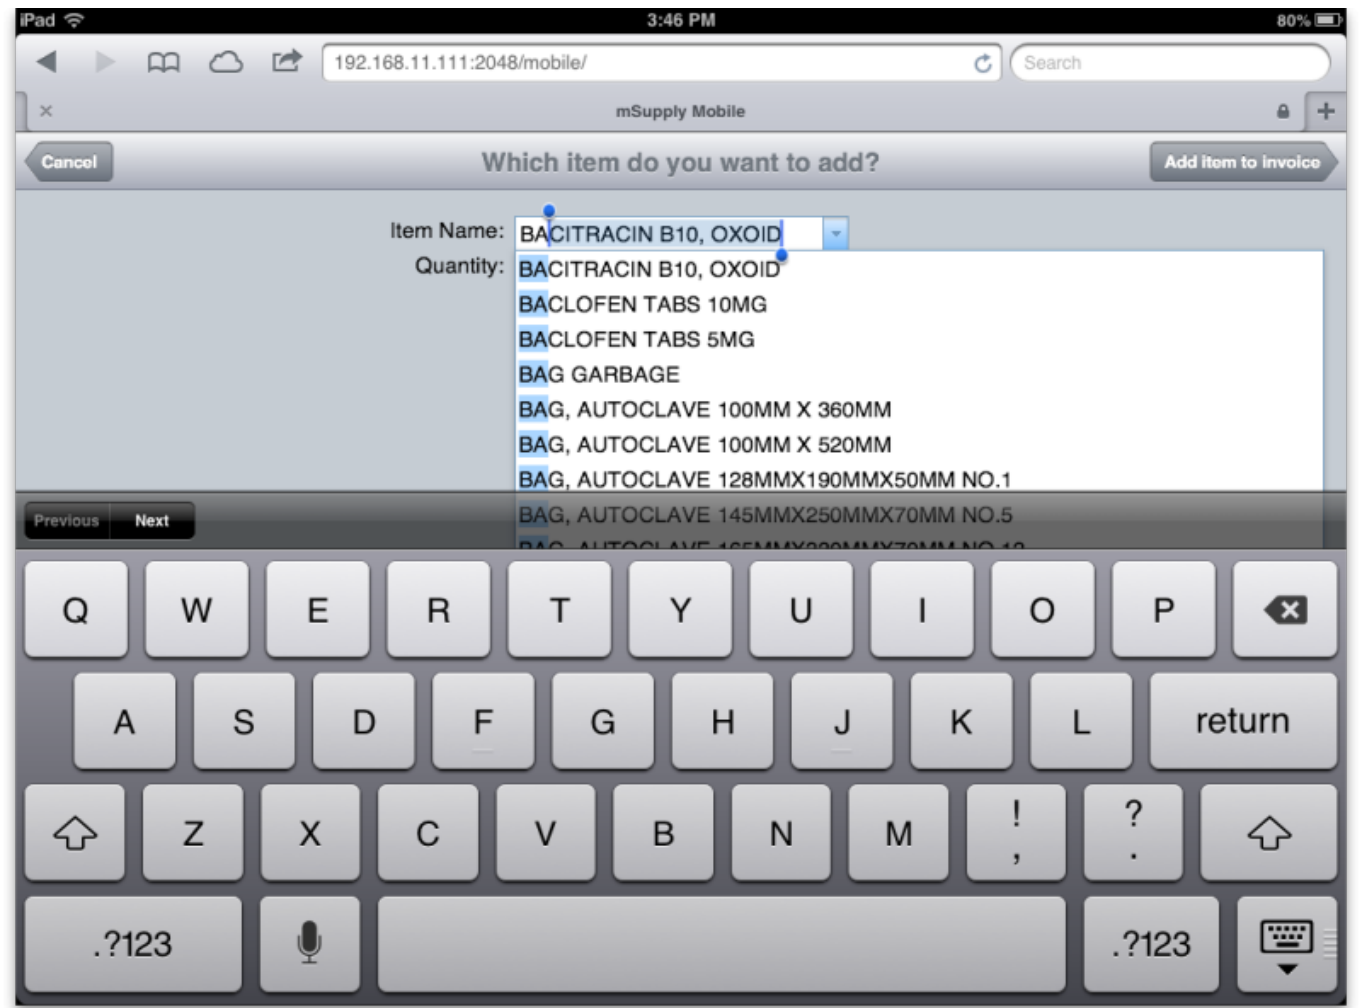 iPad 3:46 PM 80%
192.168.11.111:2048/mobile/ Search
mSupply Mobile
Cancel Which item do you want to add? Add item to invoice
Item Name: BACITRACIN B10, OXOID
Quantity: BACITRACIN B10, OXOID
BACLOFEN TABS 10MG
BACLOFEN TABS 5MG
BAG GARBAGE
BAG, AUTOCLAVE 100MM X 360MM
BAG, AUTOCLAVE 100MM X 520MM
BAG, AUTOCLAVE 128MMX190MMX50MM NO.1
Previous Next BAG, AUTOCLAVE 145MMX250MMX70MM NO.5
BAG, AUTOCLAVE
Q W E R T Y U I O P
A S D F G H J K L return
Z X C V B N M ! , ? .
.?123 .?123